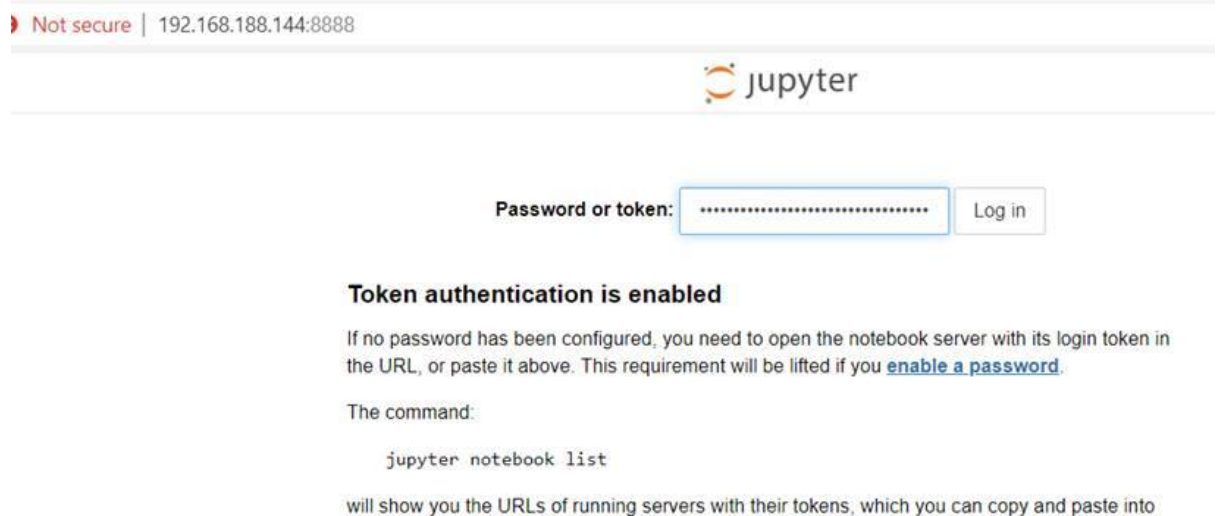 Not secure | 192.168.188.144:8888
jupyter
Password or token: •••••••••••••••••••••••••••••••••• Log in
Token authentication is enabled
If no password has been configured, you need to open the notebook server with its login token in
the URL, or paste it above. This requirement will be lifted if you enable a password.
The command:
jupyter notebook list
will show you the URLs of running servers with their tokens, which you can copy and paste into